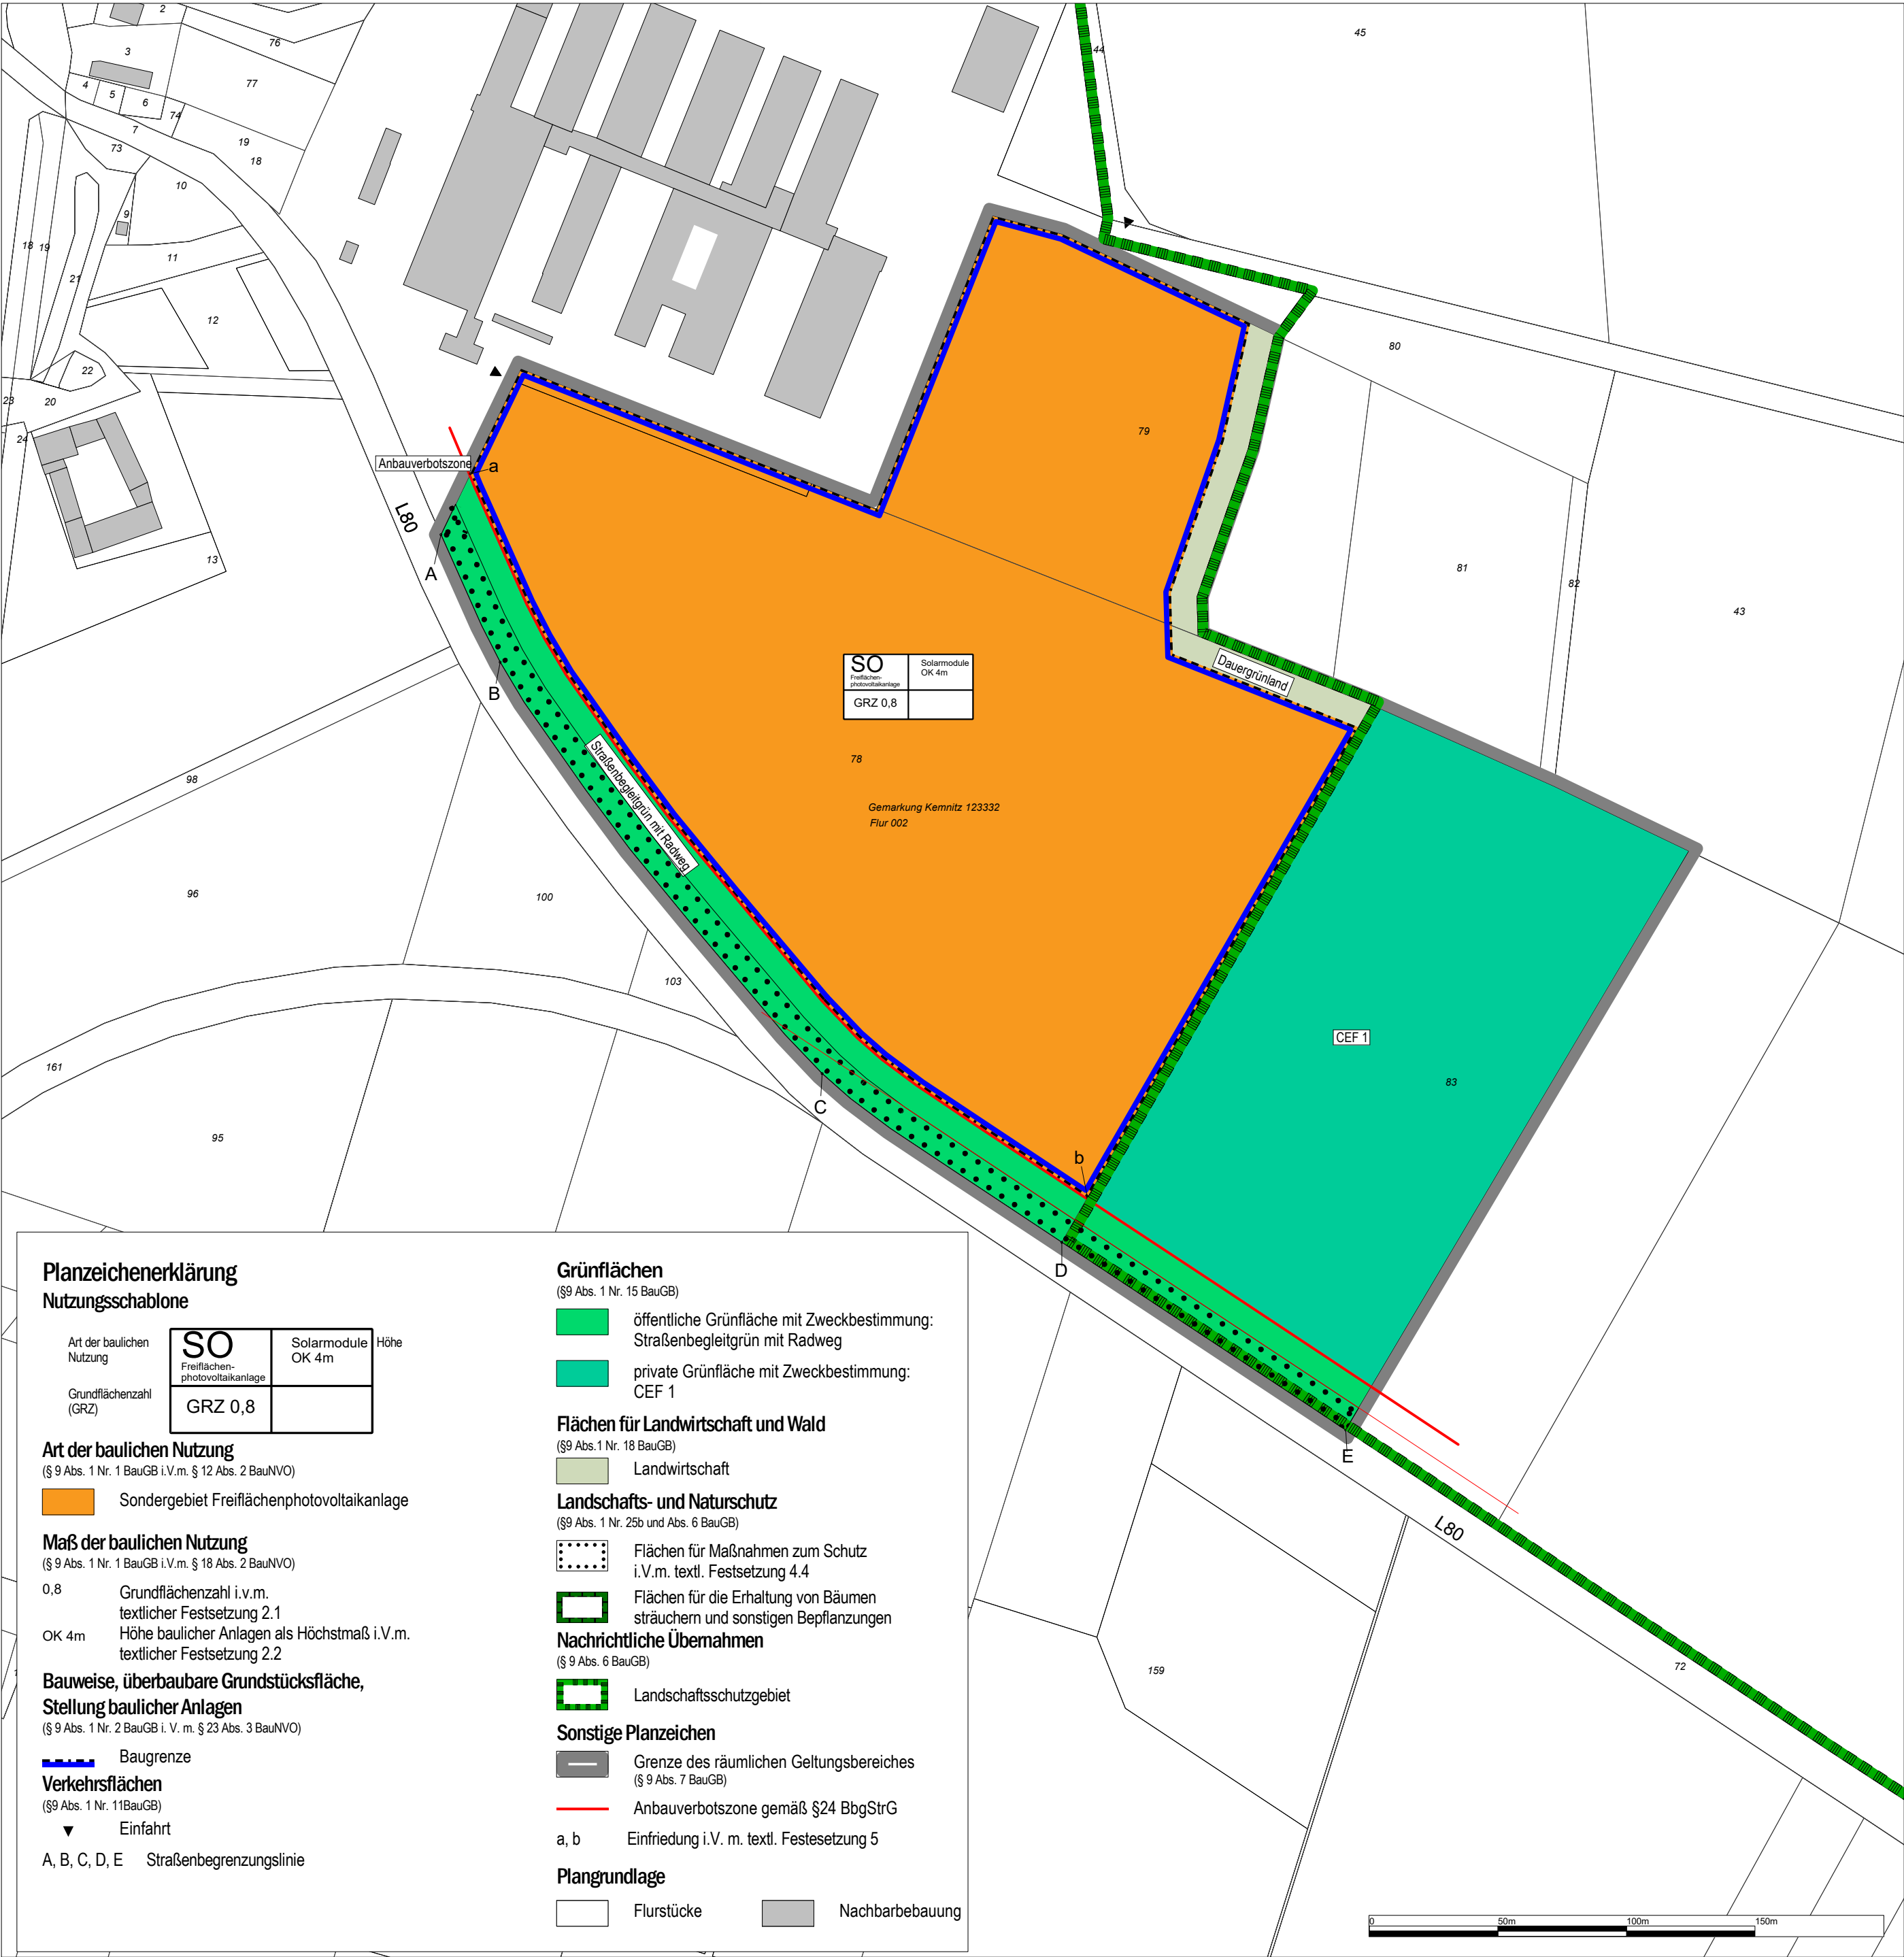 2
3
76
77
4
5
6
74
7
19
18
73
10
9
18
19
11
21
12
22
23
20
24
13
44
45
80
79
81
82
43
Anbauverbotszone
a
L80
A
B
SO
Freiflächen-
photovoltaikanlage
Solarmodule
OK 4m
GRZ 0,8
Dauergrünland
78
Gemarkung Kemnitz 123332
Flur 002
Straßenbegleitgrün mit Radweg
98
96
100
103
161
95
C
CEF 1
83
b
D
E
L80
159
72
Planzeichenerklärung
Nutzungsschablone
Art der baulichen
Nutzung
SO
Freiflächen-
photovoltaikanlage
Solarmodule
OK 4m
Höhe
Grundflächenzahl
(GRZ)
GRZ 0,8
Art der baulichen Nutzung
(§ 9 Abs. 1 Nr. 1 BauGB i.V.m. § 12 Abs. 2 BauNVO)
Sondergebiet Freiflächenphotovoltaikanlage
Maß der baulichen Nutzung
(§ 9 Abs. 1 Nr. 1 BauGB i.V.m. § 18 Abs. 2 BauNVO)
0,8 Grundflächenzahl i.v.m.
textlicher Festsetzung 2.1
OK 4m Höhe baulicher Anlagen als Höchstmaß i.V.m.
textlicher Festsetzung 2.2
Bauweise, überbaubare Grundstücksfläche,
Stellung baulicher Anlagen
(§ 9 Abs. 1 Nr. 2 BauGB i. V. m. § 23 Abs. 3 BauNVO)
Baugrenze
Verkehrsflächen
(§9 Abs. 1 Nr. 11BauGB)
Einfahrt
A, B, C, D, E Straßenbegrenzungslinie
Grünflächen
(§9 Abs. 1 Nr. 15 BauGB)
öffentliche Grünfläche mit Zweckbestimmung:
Straßenbegleitgrün mit Radweg
private Grünfläche mit Zweckbestimmung:
CEF 1
Flächen für Landwirtschaft und Wald
(§9 Abs.1 Nr. 18 BauGB)
Landwirtschaft
Landschafts- und Naturschutz
(§9 Abs. 1 Nr. 25b und Abs. 6 BauGB)
Flächen für Maßnahmen zum Schutz
i.V.m. textl. Festsetzung 4.4
Flächen für die Erhaltung von Bäumen
sträuchern und sonstigen Bepflanzungen
Nachrichtliche Übernahmen
(§ 9 Abs. 6 BauGB)
Landschaftsschutzgebiet
Sonstige Planzeichen
Grenze des räumlichen Geltungsbereiches
(§ 9 Abs. 7 BauGB)
Anbauverbotszone gemäß §24 BbgStrG
a, b Einfriedung i.V. m. textl. Festesetzung 5
Plangrundlage
Flurstücke
Nachbarbebauung
0 50m 100m 150m